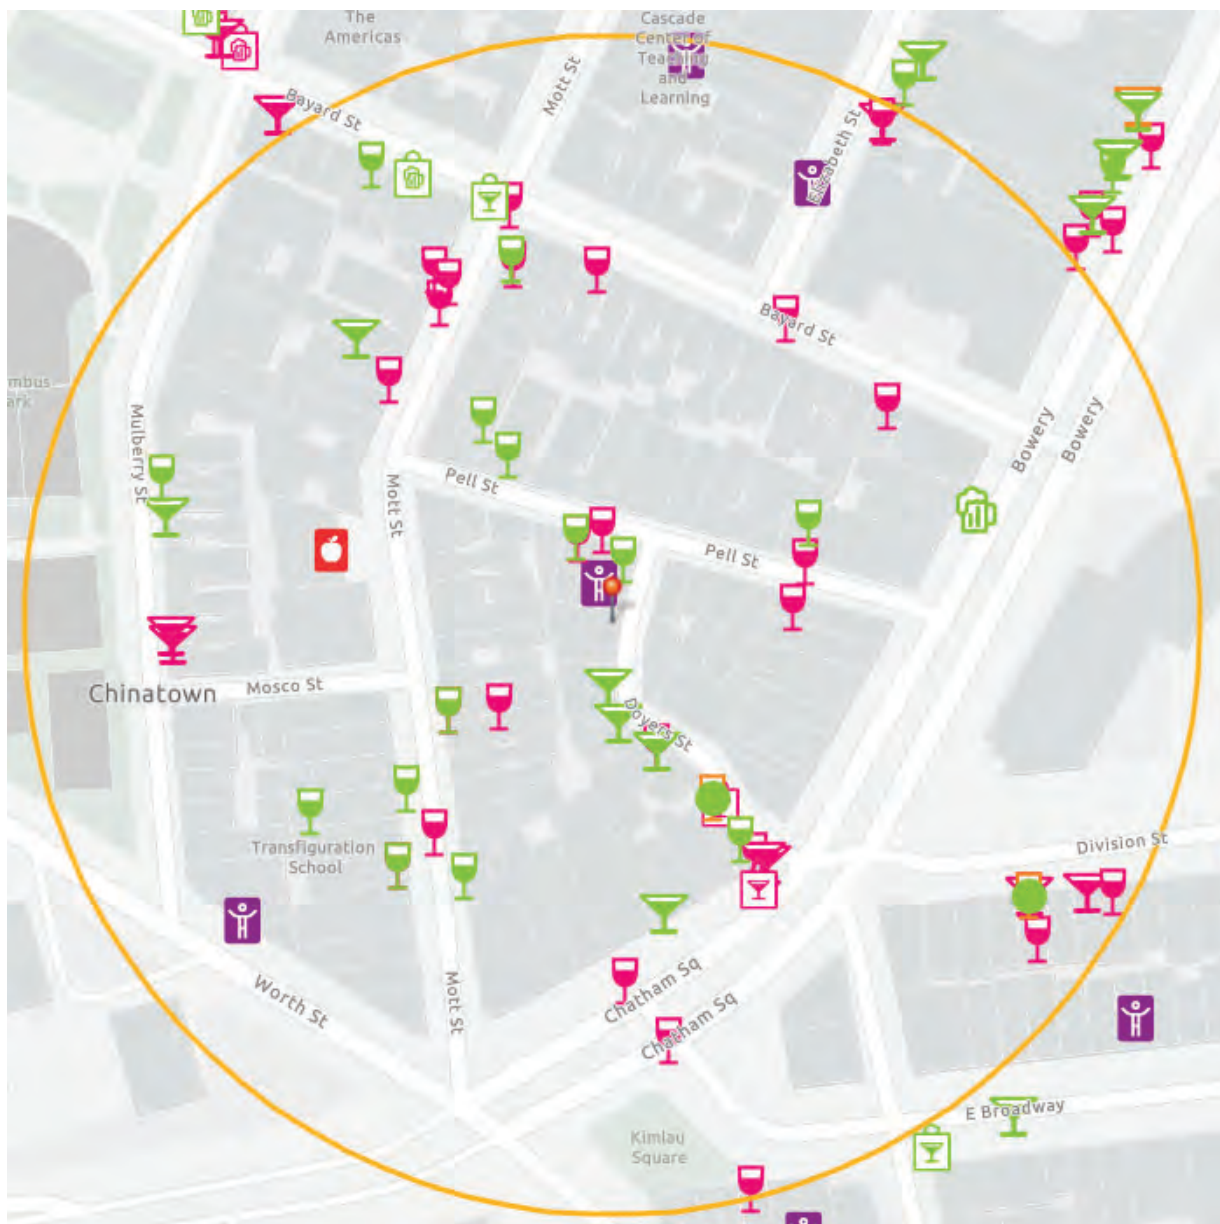 The
Americas
Cascade
Center of
Teaching
and
Learning
Mott St
Bayard St
Elizabeth St
Bayard St
Bowery
Bowery
Mulberry St
Pell St
Mott St
Pell St
Chinatown
Mosco St
Doyers St
Transfiguration
School
Division St
Worth St
Mott St
Chatham Sq
Chatham Sq
E Broadway
Kimlau
Square